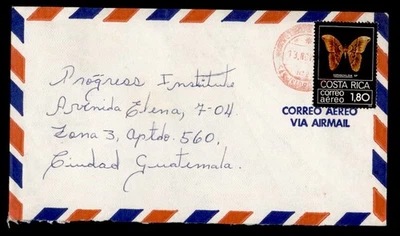 Progress Institute
Avenida Elena, 7-04
Zona 3, Aptdo. 560,
Ciudad Guatemala.
COSTA RICA
correo
aéreo 1,80
CORREO AEREO
VIA AIRMAIL